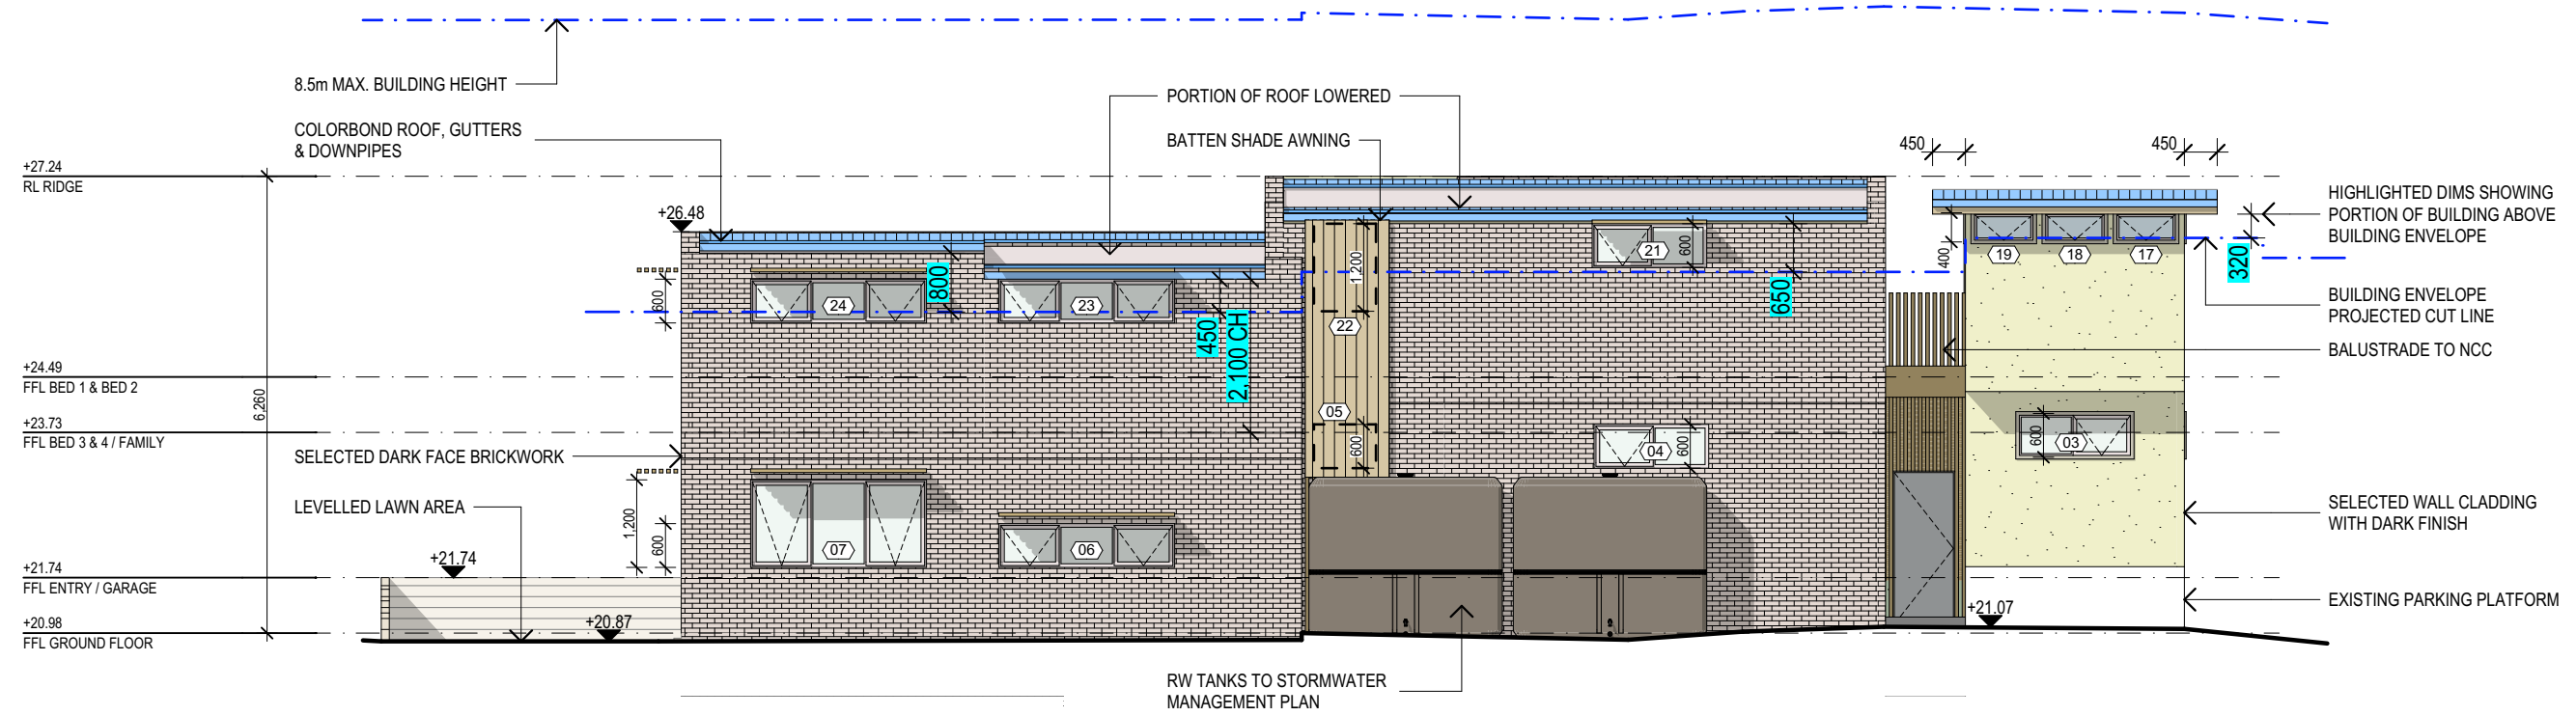 8.5m MAX. BUILDING HEIGHT
COLORBOND ROOF, GUTTERS
& DOWNPIPES
PORTION OF ROOF LOWERED
BATTEN SHADE AWNING
450
450
+27.24
RL RIDGE
+26.48
HIGHLIGHTED DIMS SHOWING
PORTION OF BUILDING ABOVE
BUILDING ENVELOPE
600
24
800
23
450
2,100 CH
1,200
22
21
600
650
400
19
18
17
320
BUILDING ENVELOPE
PROJECTED CUT LINE
BALUSTRADE TO NCC
+24.49
FFL BED 1 & BED 2
6,260
+23.73
FFL BED 3 & 4 / FAMILY
05
600
04
600
600
03
SELECTED DARK FACE BRICKWORK
LEVELLED LAWN AREA
1,200
600
07
06
SELECTED WALL CLADDING
WITH DARK FINISH
+21.74
FFL ENTRY / GARAGE
+21.74
+20.98
FFL GROUND FLOOR
+20.87
+21.07
EXISTING PARKING PLATFORM
RW TANKS TO STORMWATER
MANAGEMENT PLAN